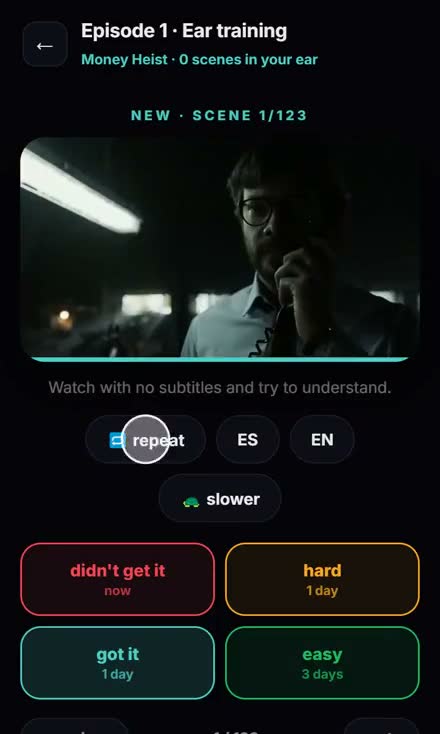 ←
Episode 1 · Ear training
Money Heist · 0 scenes in your ear
NEW · SCENE 1/123
Watch with no subtitles and try to understand.
🔁 repeat
ES
EN
🐢 slower
didn't get it
now
hard
1 day
got it
1 day
easy
3 days